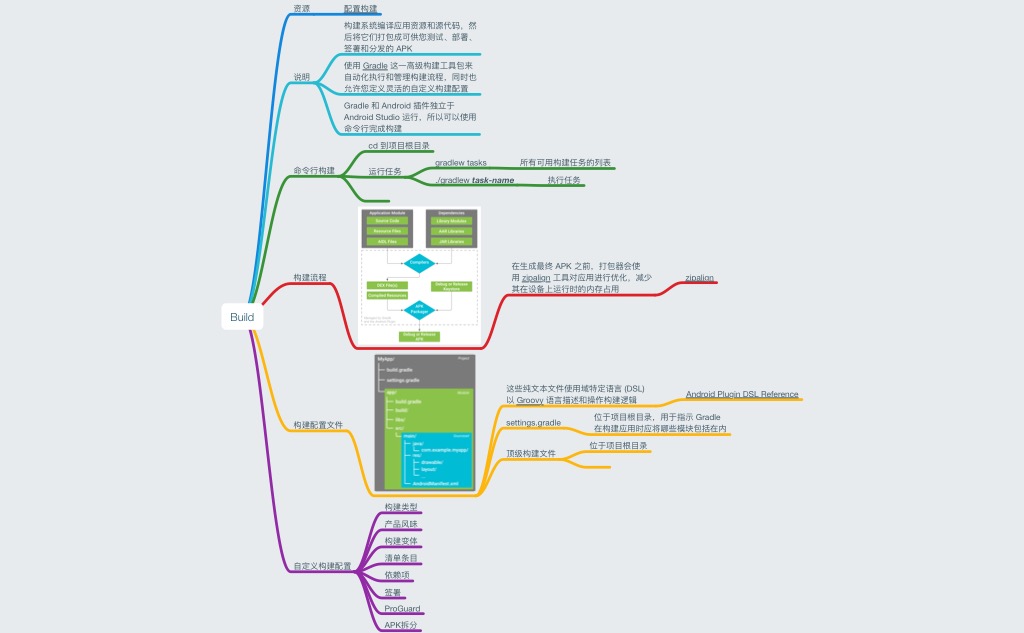 资源
配置构建
构建系统编译应用资源和源代码，然
后将它们打包成可供您测试、部署、
签署和分发的 APK
说明
使用 Gradle 这一高级构建工具包来
自动化执行和管理构建流程，同时也
允许您定义灵活的自定义构建配置
Gradle 和 Android 插件独立于
Android Studio 运行，所以可以使用
命令行完成构建
命令行构建
cd 到项目根目录
运行任务
gradlew tasks
所有可用构建任务的列表
./gradlew task-name
执行任务
构建流程
Application Module
Source Code
Resource Files
AIDL Files
Dependencies
Library Modules
AAR Libraries
JAR Libraries
Compilers
DEX File(s)
Compiled Resources
Debug or Release
Keystore
APK
Packager
Debug or Release
APK
在生成最终 APK 之前，打包器会使
用 zipalign 工具对应用进行优化，减少
其在设备上运行时的内存占用
zipalign
Build
构建配置文件
MyApp/
Project
build.gradle
settings.gradle
build.gradle
build/
libs/
src/
main/
java/
com.example.myapp/
res/
drawable/
layout/
...
AndroidManifest.xml
这些纯文本文件使用域特定语言 (DSL)
以 Groovy 语言描述和操作构建逻辑
Android Plugin DSL Reference
settings.gradle
位于项目根目录，用于指示 Gradle
在构建应用时应将哪些模块包括在内
顶级构建文件
位于项目根目录
自定义构建配置
构建类型
产品风味
构建变体
清单条目
依赖项
签署
ProGuard
APK拆分